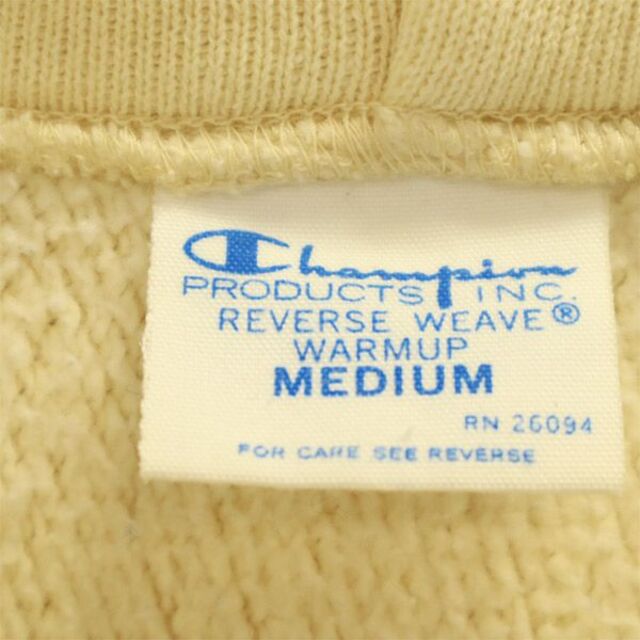 Champion
PRODUCTS INC.
REVERSE WEAVE®
WARMUP
MEDIUM
RN 26094
FOR CARE SEE REVERSE